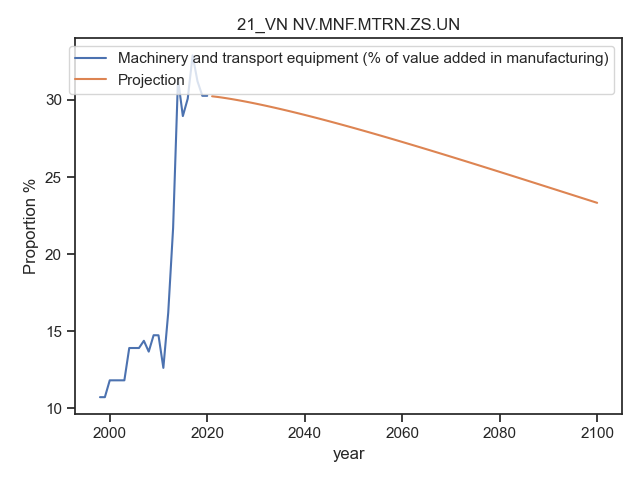 21_VN NV.MNF.MTRN.ZS.UN
Machinery and transport equipment (% of value added in manufacturing)
Projection
30
25
20
15
10
Proportion %
2000 2020 2040 2060 2080 2100
year